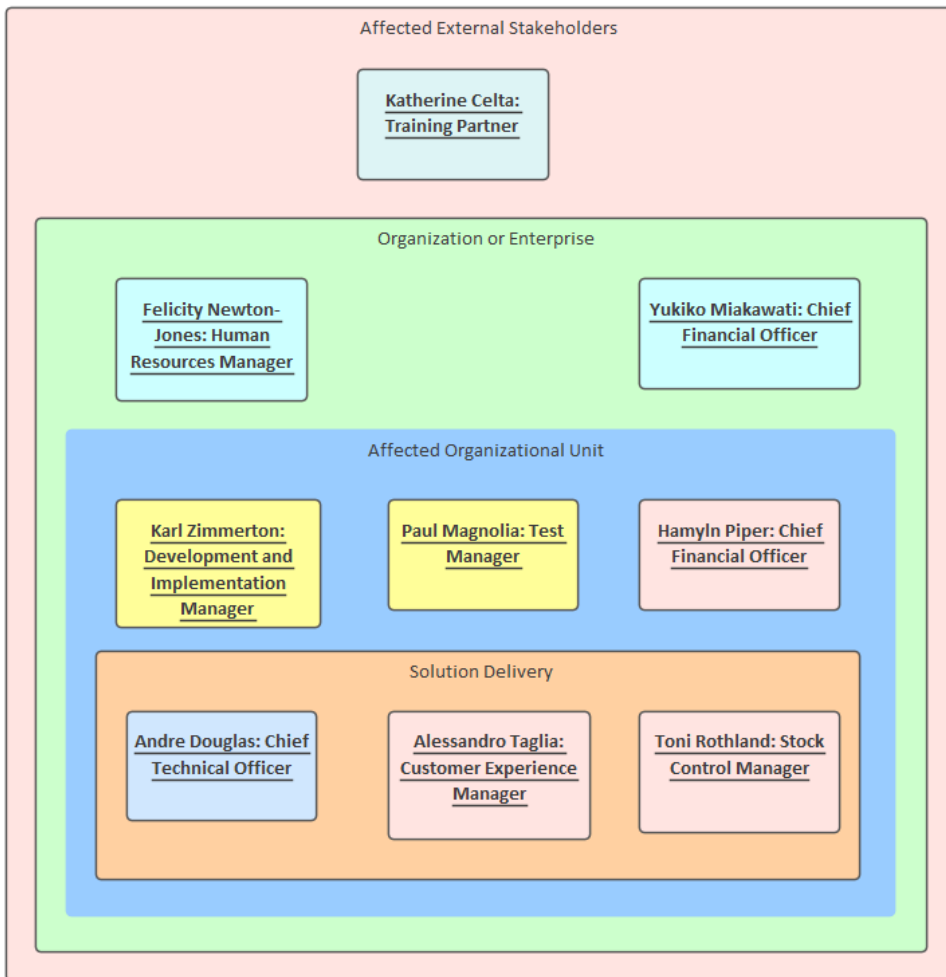 Affected External Stakeholders
Katherine Celta:
Training Partner
Organization or Enterprise
Felicity Newton-
Jones: Human
Resources Manager
Yukiko Miakawati: Chief
Financial Officer
Affected Organizational Unit
Karl Zimmerton:
Development and
Implementation
Manager
Paul Magnolia: Test
Manager
Hamyln Piper: Chief
Financial Officer
Solution Delivery
Andre Douglas: Chief
Technical Officer
Alessandro Taglia:
Customer Experience
Manager
Toni Rothland: Stock
Control Manager